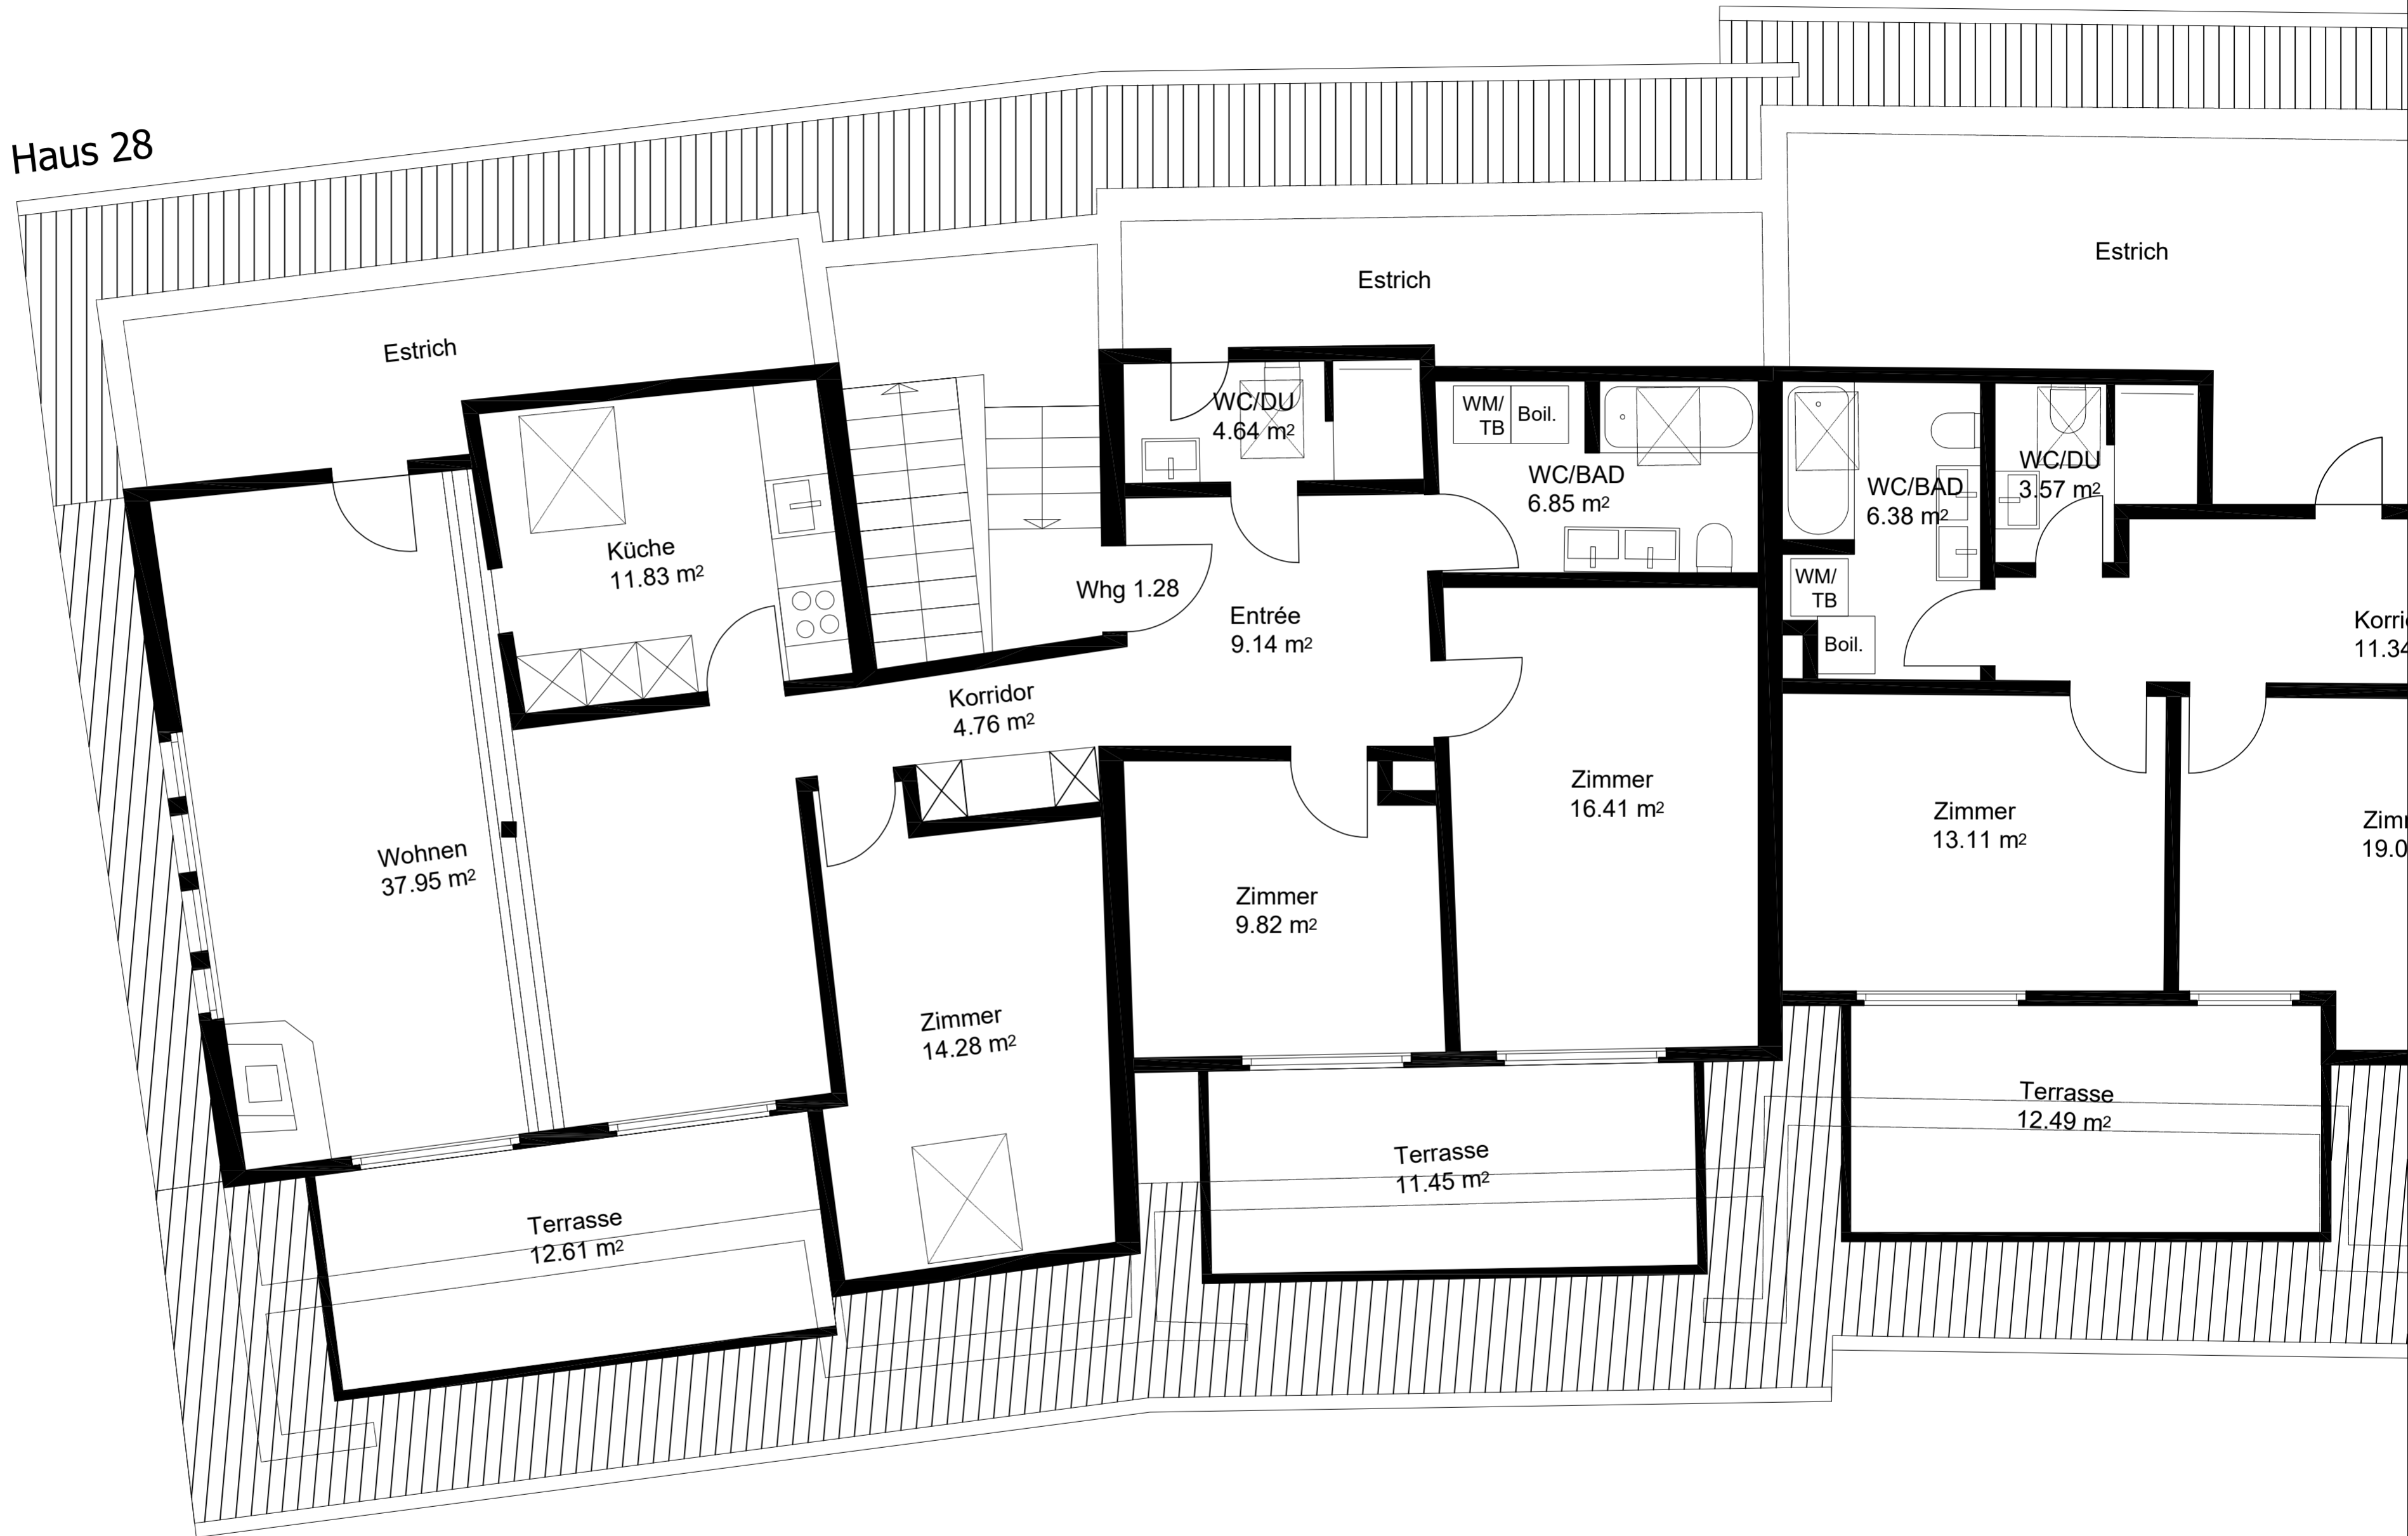 Haus 28
Estrich
Estrich
Estrich
Küche
11.83 m²
WC/DU
4.64 m²
WM/
TB
Boil.
WC/BAD
6.85 m²
WC/BAD
6.38 m²
WC/DU
3.57 m²
WM/
TB
Boil.
Whg 1.28
Entrée
9.14 m²
Korridor
4.76 m²
Wohnen
37.95 m²
Zimmer
14.28 m²
Zimmer
9.82 m²
Zimmer
16.41 m²
Zimmer
13.11 m²
Terrasse
12.61 m²
Terrasse
11.45 m²
Terrasse
12.49 m²